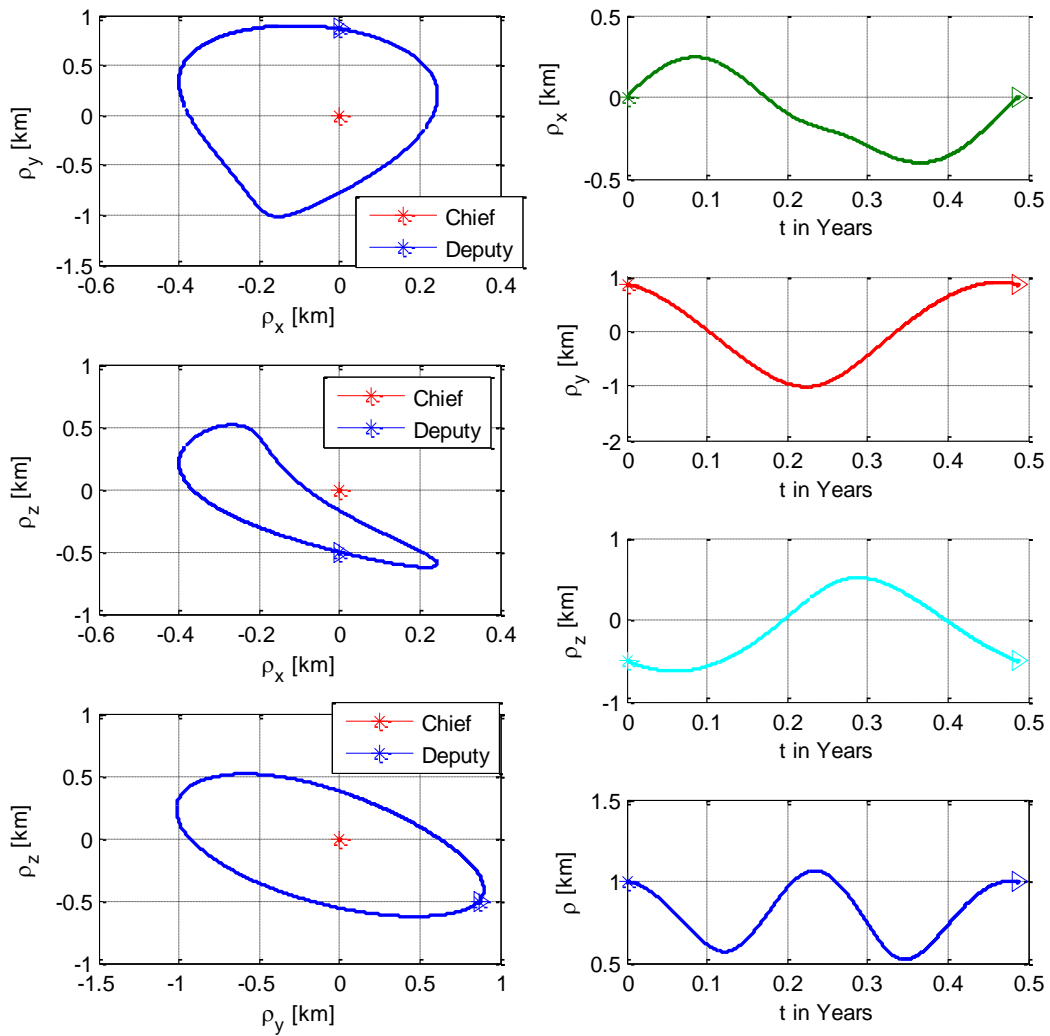 1
0.5
0
-0.5
-1
-1.5
-0.6 -0.4 -0.2 0 0.2 0.4
ρy [km]
ρx [km]
Chief
Deputy
0.5
0
-0.5
0 0.1 0.2 0.3 0.4 0.5
ρx [km]
t in Years
1
0
-1
-2
0 0.1 0.2 0.3 0.4 0.5
ρy [km]
t in Years
1
0.5
0
-0.5
-1
-0.6 -0.4 -0.2 0 0.2 0.4
ρz [km]
ρx [km]
Chief
Deputy
1
0
-1
0 0.1 0.2 0.3 0.4 0.5
ρz [km]
t in Years
1
0.5
0
-0.5
-1
-1.5 -1 -0.5 0 0.5 1
ρz [km]
ρy [km]
Chief
Deputy
1.5
1
0.5
0 0.1 0.2 0.3 0.4 0.5
ρ [km]
t in Years